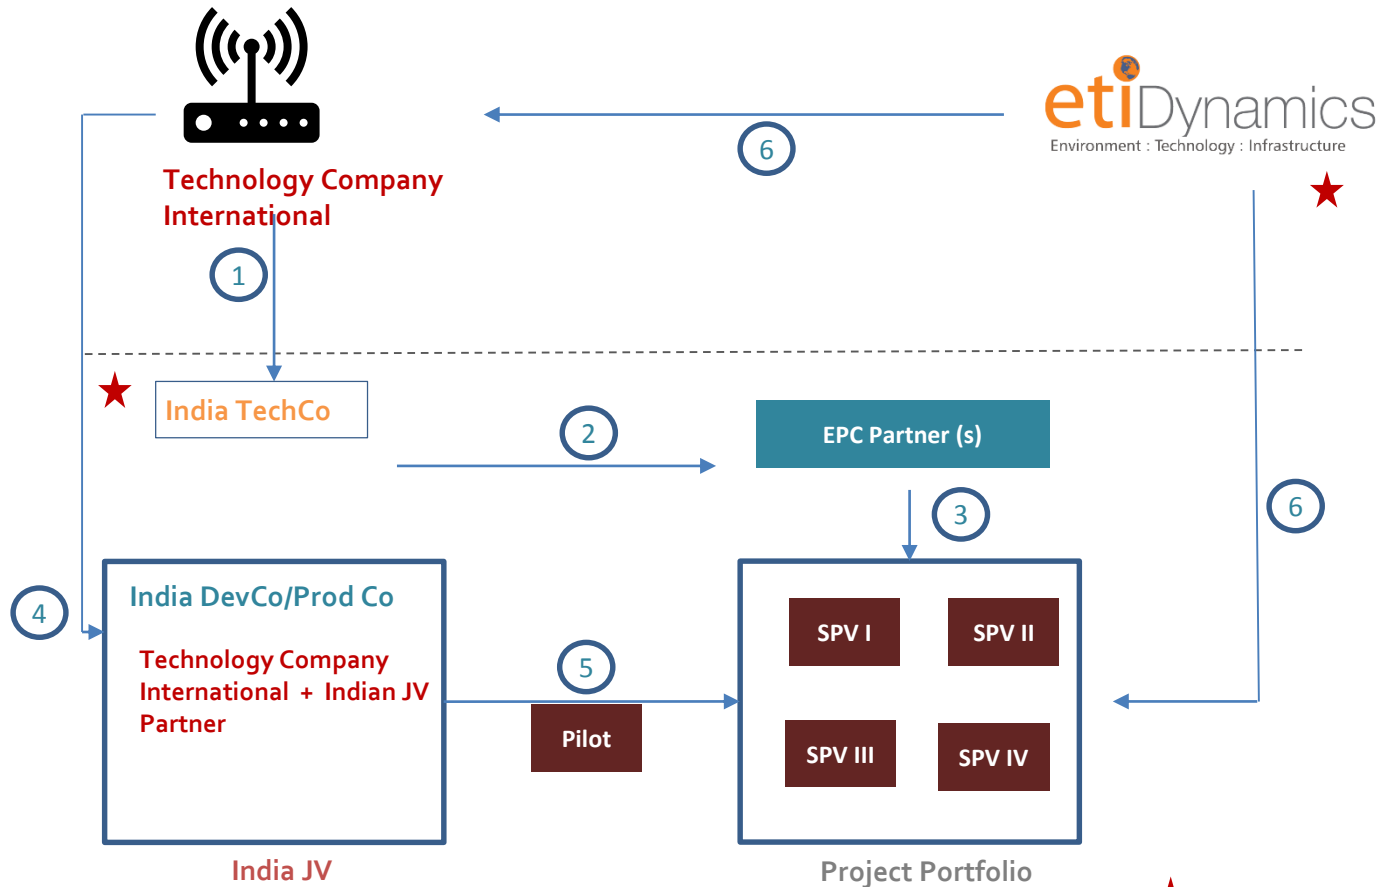 etiDynamics
Environment : Technology : Infrastructure
6
Technology Company
International
1
India TechCo
2
EPC Partner (s)
3
6
4
India DevCo/Prod Co
Technology Company
International + Indian JV
Partner
5
Pilot
SPV I
SPV II
SPV III
SPV IV
India JV
Project Portfolio